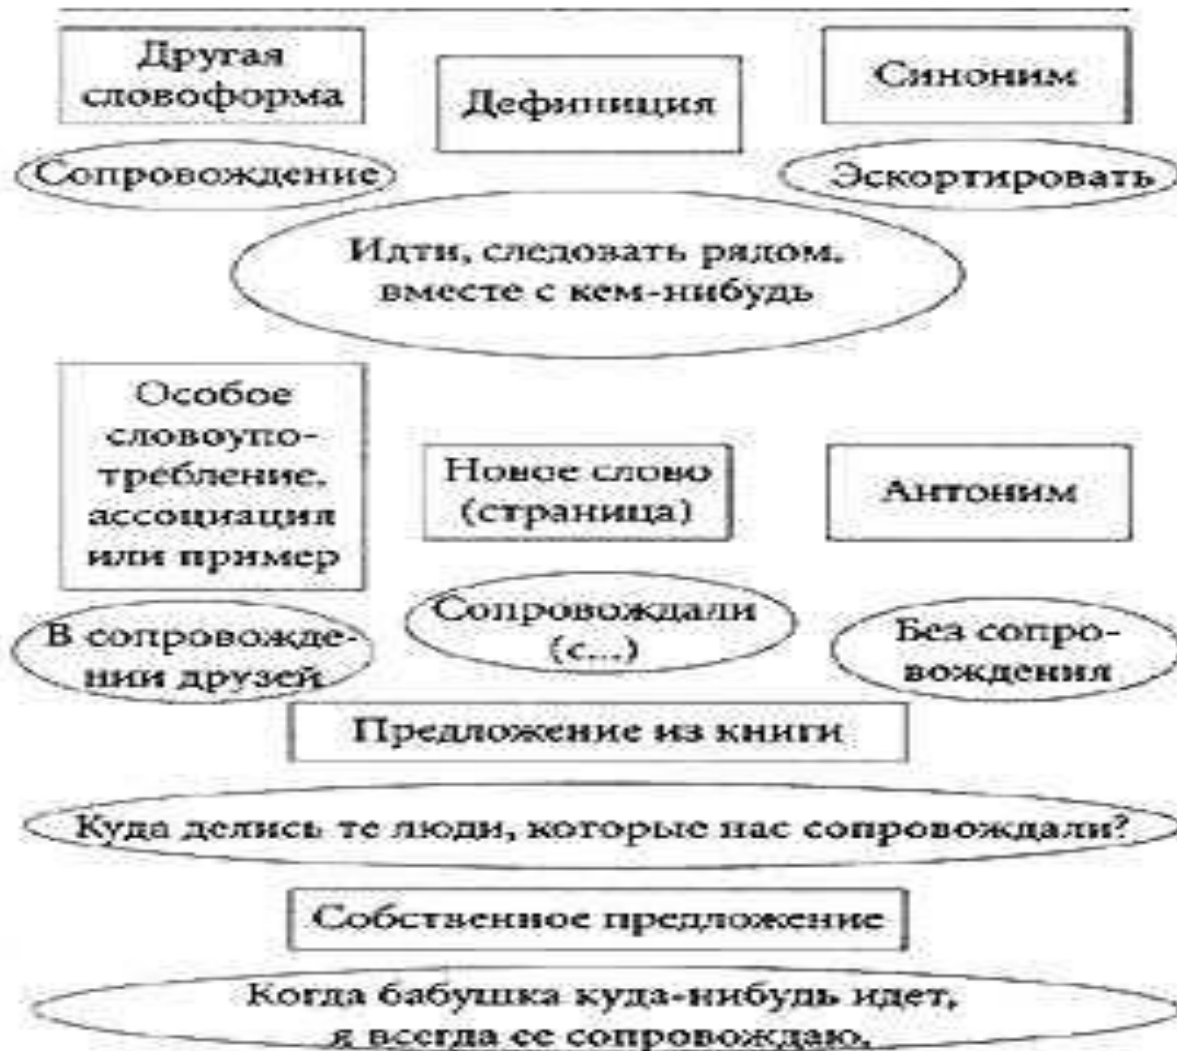 Другая
словоформа
Дефиниция
Синоним
Сопровождение
Эскортировать
Идти, следовать рядом,
вместе с кем-нибудь
Особое
словоупо-
требление,
ассоциация
или пример
Новое слово
(страница)
Антоним
В сопровожде-
нии друзей
Сопровождали
(с...)
Без сопро-
вождения
Предложение из книги
Куда делись те люди, которые нас сопровождали?
Собственное предложение
Когда бабушка куда-нибудь идет,
я всегда ее сопровождаю.